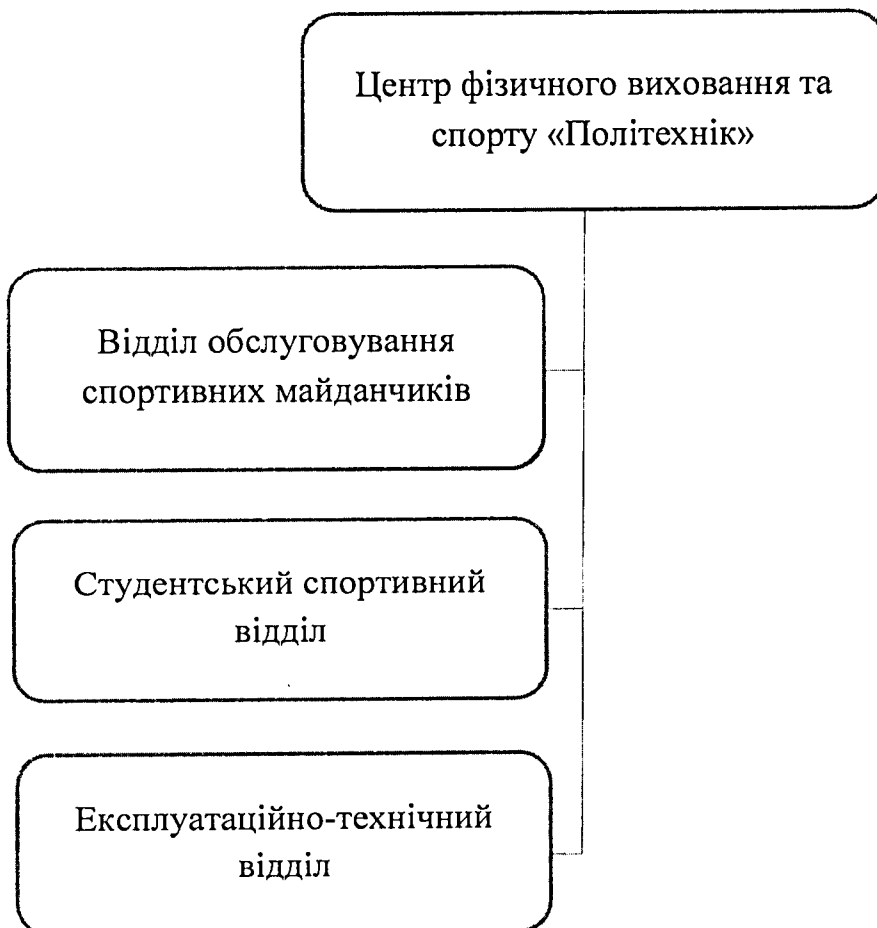 Центр фізичного виховання та
спорту «Політехнік»
Відділ обслуговування
спортивних майданчиків
Студентський спортивний
відділ
Експлуатаційно-технічний
відділ